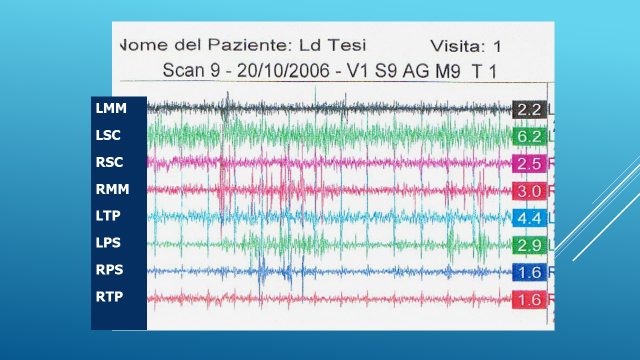 Nome del Paziente: Ld Tesi Visita: 1
Scan 9 - 20/10/2006 - V1 S9 AG M9 T 1
LMM 2.2 L
LSC 6.2 L
RSC 2.5 R
RMM 3.0 R
LTP 4.4 L
LPS 2.9 L
RPS 1.6 R
RTP 1.6 R